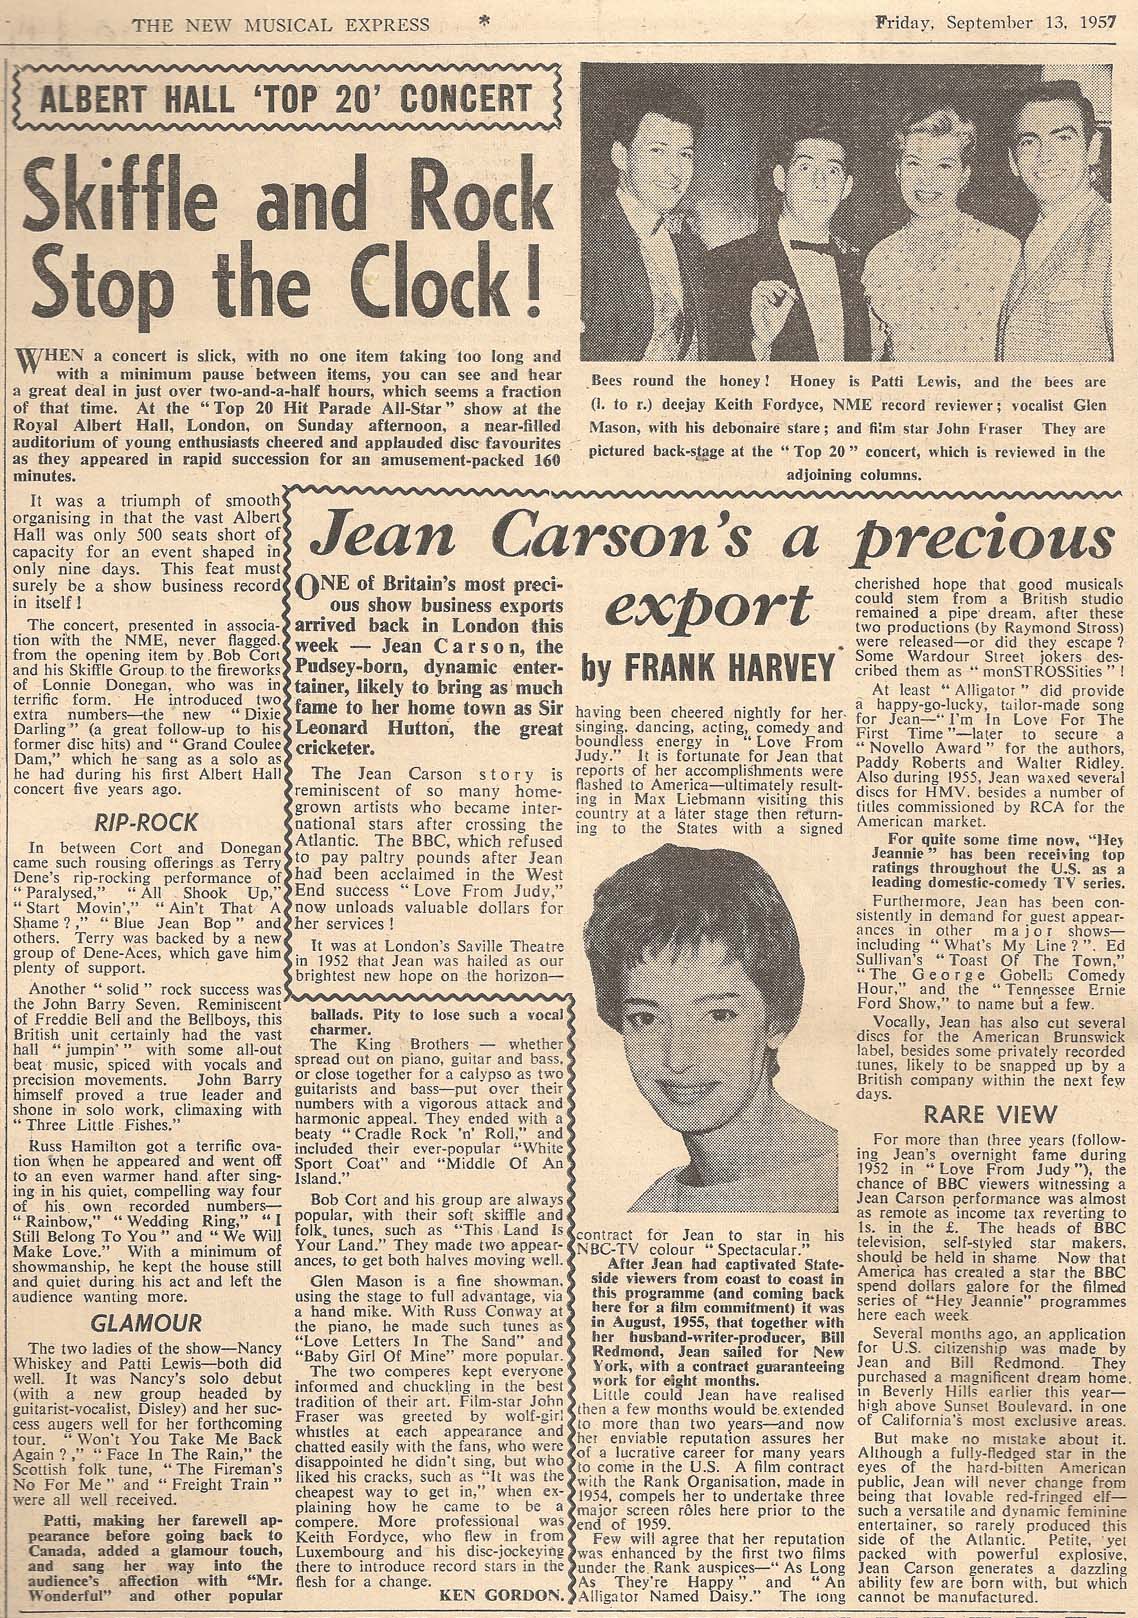 THE NEW MUSICAL EXPRESS * Friday, September 13, 1957
ALBERT HALL 'TOP 20' CONCERT
Skiffle and Rock
Stop the Clock!
WHEN a concert is slick, with no one item taking too long and
with a minimum pause between items, you can see and hear
a great deal in just over two-and-a-half hours, which seems a fraction
of that time. At the "Top 20 Hit Parade All-Star" show at the
Royal Albert Hall, London, on Sunday afternoon, a near-filled
auditorium of young enthusiasts cheered and applauded disc favourites
as they appeared in rapid succession for an amusement-packed 160
minutes.
It was a triumph of smooth
organising in that the vast Albert
Hall was only 500 seats short of
capacity for an event shaped in
only nine days. This feat must
surely be a show business record
in itself!
The concert, presented in associa-
tion with the NME, never flagged,
from the opening item by Bob Cort
and his Skiffle Group to the fireworks
of Lonnie Donegan, who was in
terrific form. He introduced two
extra numbers—the new "Dixie
Darling" (a great follow-up to his
former disc hits) and "Grand Coulee
Dam," which he sang as a solo as
he had during his first Albert Hall
concert five years ago.
RIP-ROCK
In between Cort and Donegan
came such rousing offerings as Terry
Dene's rip-rocking performance of
"Paralysed," "All Shook Up,"
"Start Movin'," "Ain't That A
Shame?," "Blue Jean Bop" and
others. Terry was backed by a new
group of Dene-Aces, which gave him
plenty of support.
Another "solid" rock success was
the John Barry Seven. Reminiscent
of Freddie Bell and the Bellboys, this
British unit certainly had the vast
hall "jumpin'" with some all-out
beat music, spiced with vocals and
precision movements. John Barry
himself proved a true leader and
shone in solo work, climaxing with
"Three Little Fishes."
Russ Hamilton got a terrific ova-
tion when he appeared and went off
to an even warmer hand after sing-
ing in his quiet, compelling way four
of his own recorded numbers—
"Rainbow," "Wedding Ring," "I
Still Belong To You" and "We Will
Make Love." With a minimum of
showmanship, he kept the house still
and quiet during his act and left the
audience wanting more.
GLAMOUR
The two ladies of the show—Nancy
Whiskey and Patti Lewis—both did
well. It was Nancy's solo debut
(with a new group headed by
guitarist-vocalist, Disley) and her suc-
cess augers well for her forthcoming
tour. "Won't You Take Me Back
Again?," "Face In The Rain," the
Scottish folk tune, "The Fireman's
No For Me" and "Freight Train"
were all well received.
Patti, making her farewell ap-
pearance before going back to
Canada, added a glamour touch,
and sang her way into the
audience's affection with "Mr.
Wonderful" and other popular
ballads. Pity to lose such a vocal
charmer.
The King Brothers — whether
spread out on piano, guitar and bass,
or close together for a calypso as two
guitarists and bass—put over their
numbers with a vigorous attack and
harmonic appeal. They ended with a
beaty "Cradle Rock 'n' Roll," and
included their ever-popular "White
Sport Coat" and "Middle Of An
Island."
Bob Cort and his group are always
popular, with their soft skiffle and
folk tunes, such as "This Land Is
Your Land." They made two appear-
ances, to get both halves moving well.
Glen Mason is a fine showman,
using the stage to full advantage, via
a hand mike. With Russ Conway at
the piano, he made such tunes as
"Love Letters In The Sand" and
"Baby Girl Of Mine" more popular.
The two comperes kept everyone
informed and chuckling in the best
tradition of their art. Film-star John
Fraser was greeted by wolf-girl
whistles at each appearance and
chatted easily with the fans, who were
disappointed he didn't sing, but who
liked his cracks, such as "It was the
cheapest way to get in," when ex-
plaining how he came to be a
compere. More professional was
Keith Fordyce, who flew in from
Luxembourg and his disc-jockeying
there to introduce record stars in the
flesh for a change.
KEN GORDON.
Bees round the honey! Honey is Patti Lewis, and the bees are
(l. to r.) deejay Keith Fordyce, NME record reviewer; vocalist Glen
Mason, with his debonaire stare; and film star John Fraser They are
pictured back-stage at the "Top 20" concert, which is reviewed in the
adjoining columns.
Jean Carson's a precious
export
by FRANK HARVEY
ONE of Britain's most preci-
ous show business exports
arrived back in London this
week — Jean Carson, the
Pudsey-born, dynamic enter-
tainer, likely to bring as much
fame to her home town as Sir
Leonard Hutton, the great
cricketer.
The Jean Carson story is
reminiscent of so many home-
grown artists who became inter-
national stars after crossing the
Atlantic. The BBC, which refused
to pay paltry pounds after Jean
had been acclaimed in the West
End success "Love From Judy,"
now unloads valuable dollars for
her services!
It was at London's Saville Theatre
in 1952 that Jean was hailed as our
brightest new hope on the horizon—
having been cheered nightly for her
singing, dancing, acting, comedy and
boundless energy in "Love From
Judy." It is fortunate for Jean that
reports of her accomplishments were
flashed to America—ultimately result-
ing in Max Liebmann visiting this
country at a later stage then return-
ing to the States with a signed
contract for Jean to star in his
NBC-TV colour "Spectacular."
After Jean had captivated State-
side viewers from coast to coast in
this programme (and coming back
here for a film commitment) it was
in August, 1955, that together with
her husband-writer-producer, Bill
Redmond, Jean sailed for New
York, with a contract guaranteeing
work for eight months.
Little could Jean have realised
then a few months would be extended
to more than two years—and now
her enviable reputation assures her
of a lucrative career for many years
to come in the U.S. A film contract
with the Rank Organisation, made in
1954, compels her to undertake three
major screen rôles here prior to the
end of 1959.
Few will agree that her reputation
was enhanced by the first two films
under the Rank auspices—"As Long
As They're Happy" and "An
Alligator Named Daisy." The long
cherished hope that good musicals
could stem from a British studio
remained a pipe dream, after these
two productions (by Raymond Stross)
were released—or did they escape?
Some Wardour Street jokers des-
cribed them as "monSTROSSities"!
At least "Alligator" did provide
a happy-go-lucky, tailor-made song
for Jean—"I'm In Love For The
First Time"—later to secure a
"Novello Award" for the authors,
Paddy Roberts and Walter Ridley.
Also during 1955, Jean waxed several
discs for HMV, besides a number of
titles commissioned by RCA for the
American market.
For quite some time now, "Hey
Jeannie" has been receiving top
ratings throughout the U.S. as a
leading domestic-comedy TV series.
Furthermore, Jean has been con-
sistently in demand for guest appear-
ances in other major shows—
including "What's My Line?", Ed
Sullivan's "Toast Of The Town,"
"The George Gobell Comedy
Hour," and the "Tennessee Ernie
Ford Show," to name but a few.
Vocally, Jean has also cut several
discs for the American Brunswick
label, besides some privately recorded
tunes, likely to be snapped up by a
British company within the next few
days.
RARE VIEW
For more than three years (follow-
ing Jean's overnight fame during
1952 in "Love From Judy"), the
chance of BBC viewers witnessing a
Jean Carson performance was almost
as remote as income tax reverting to
1s. in the £. The heads of BBC
television, self-styled star makers,
should be held in shame Now that
America has created a star the BBC
spend dollars galore for the filmed
series of "Hey Jeannie" programmes
here each week
Several months ago, an application
for U.S. citizenship was made by
Jean and Bill Redmond. They
purchased a magnificent dream home
in Beverly Hills earlier this year—
high above Sunset Boulevard, in one
of California's most exclusive areas.
But make no mistake about it.
Although a fully-fledged star in the
eyes of the hard-bitten American
public, Jean will never change from
being that lovable red-fringed elf—
such a versatile and dynamic feminine
entertainer, so rarely produced this
side of the Atlantic. Petite, yet
packed with powerful explosive,
Jean Carson generates a dazzling
ability few are born with, but which
cannot be manufactured.